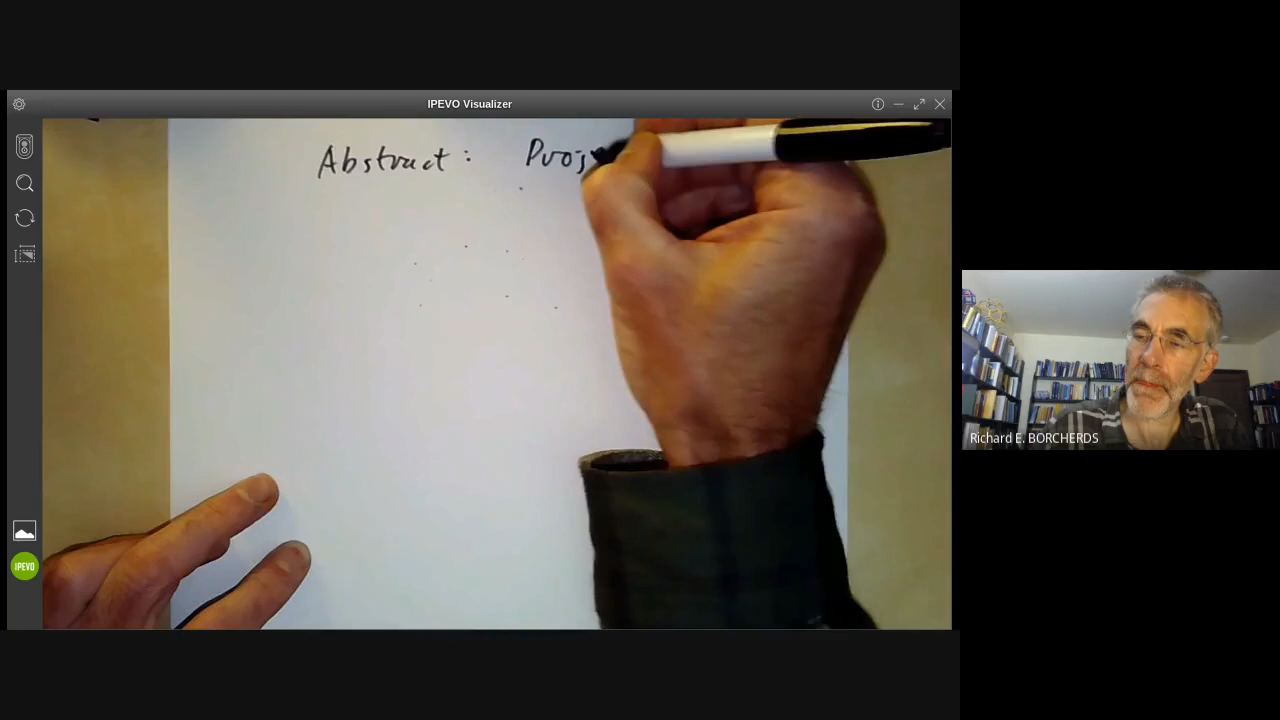 IPEVO Visualizer
Abstract: Proj
IPEVO
Richard E. BORCHERDS